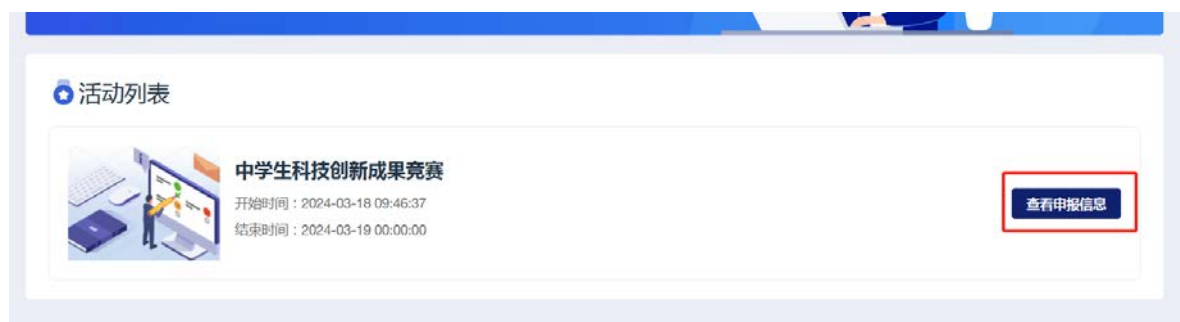 活动列表
中学生科技创新成果竞赛
开始时间：2024-03-18 09:46:37
查看申报信息
结束时间：2024-03-19 00:00:00